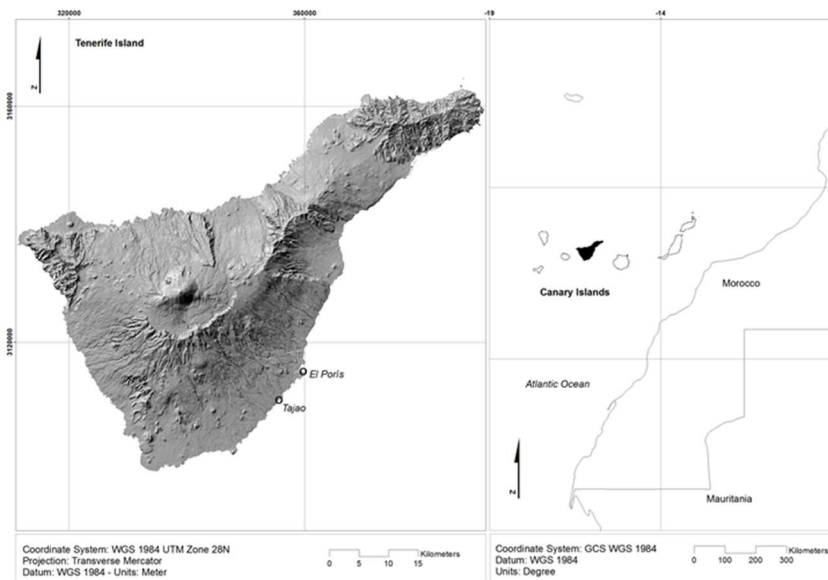 320000
360000
-19
-14
Tenerife Island
N
3160000
3120000
El Porís
Tajao
Canary Islands
Morocco
Atlantic Ocean
N
Mauritania
Coordinate System: WGS 1984 UTM Zone 28N
Projection: Transverse Mercator
Datum: WGS 1984 - Units: Meter
0 5 10 15 Kilometers
Coordinate System: GCS WGS 1984
Datum: WGS 1984
Units: Degree
0 100 200 300 Kilometers